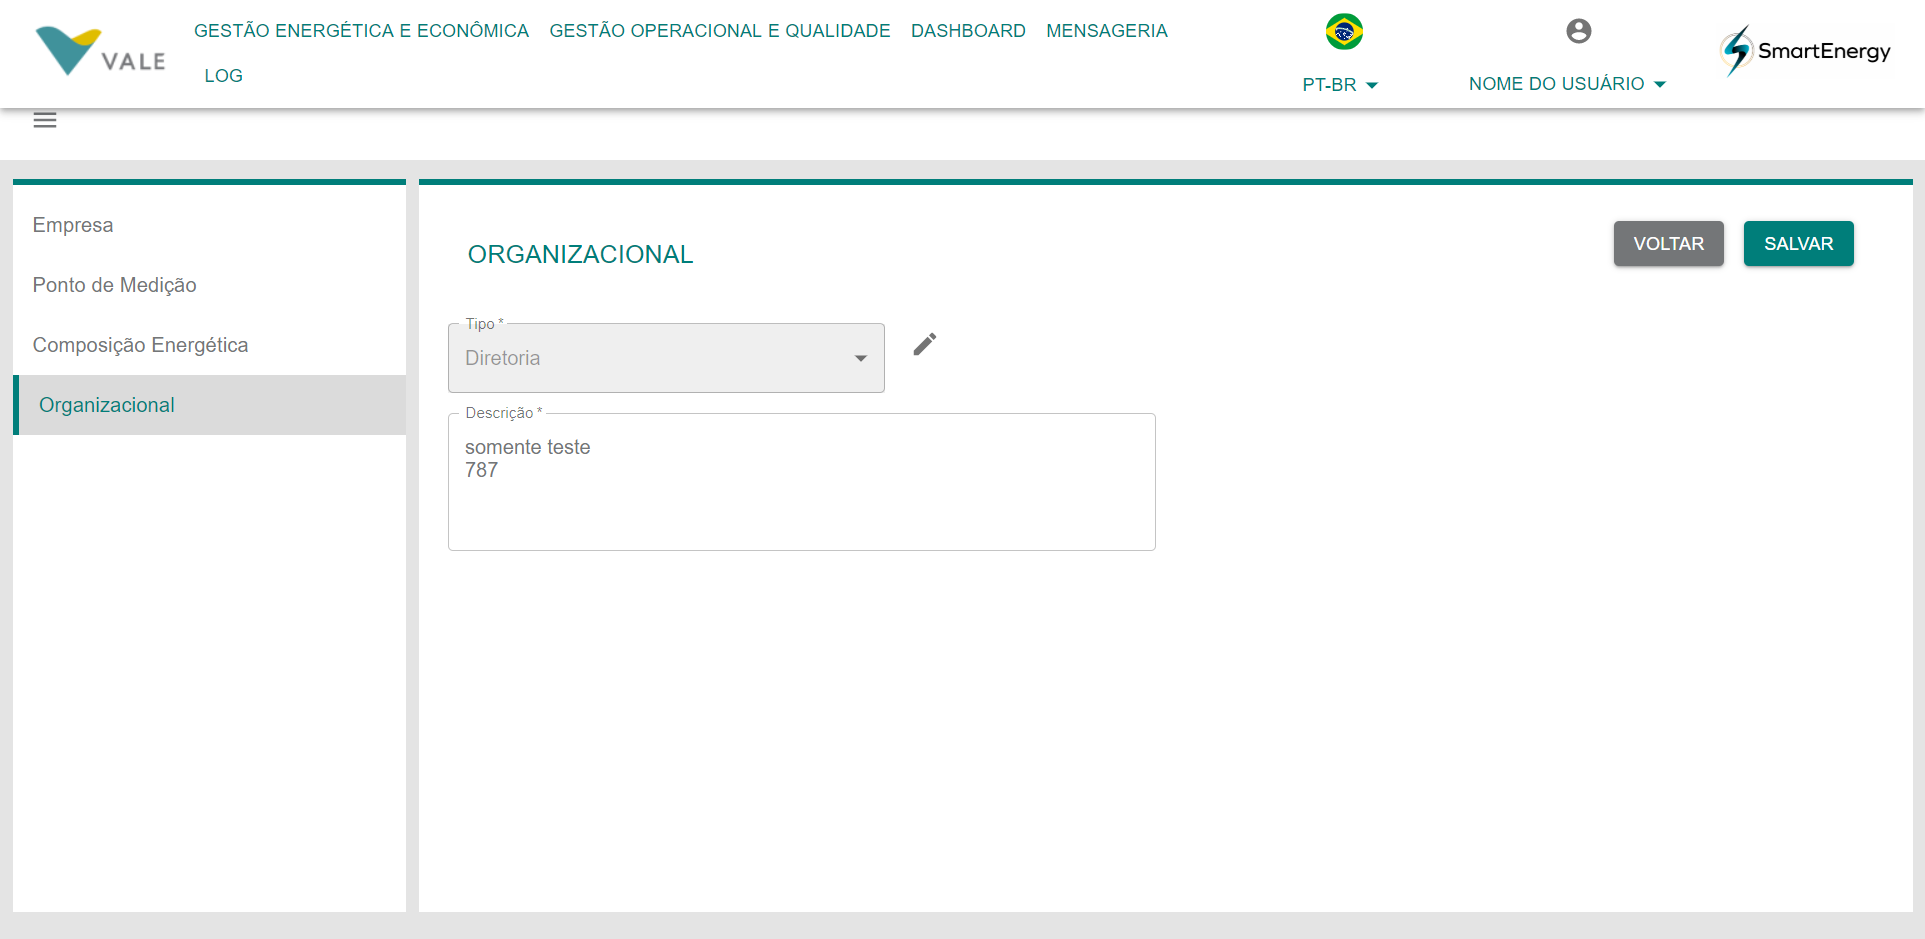 VALE
GESTÃO ENERGÉTICA E ECONÔMICA
GESTÃO OPERACIONAL E QUALIDADE
DASHBOARD
MENSAGERIA
LOG
PT-BR
NOME DO USUÁRIO
SmartEnergy
Empresa
Ponto de Medição
Composição Energética
Organizacional
ORGANIZACIONAL
VOLTAR
SALVAR
Tipo *
Diretoria
Descrição *
somente teste
787